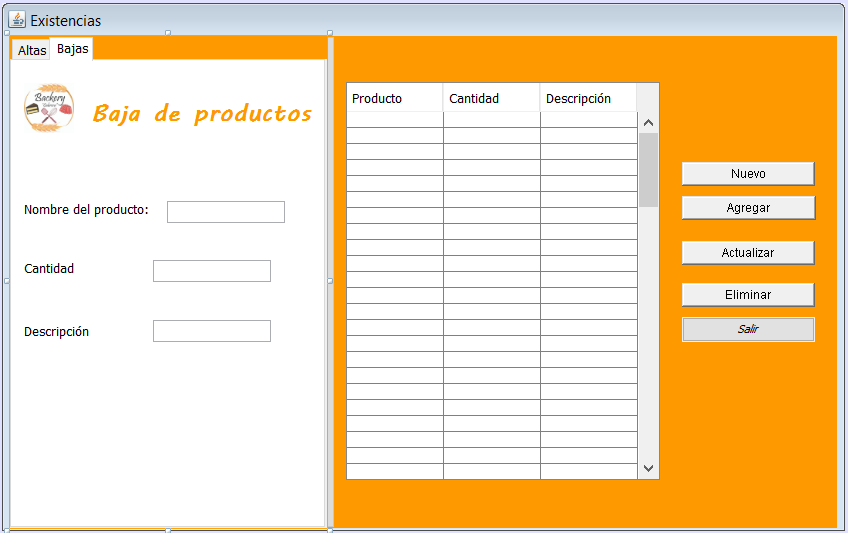 Existencias
Altas
Bajas
Backery
Baja de productos
Nombre del producto:
Cantidad
Descripción
Producto
Cantidad
Descripción
Nuevo
Agregar
Actualizar
Eliminar
Salir